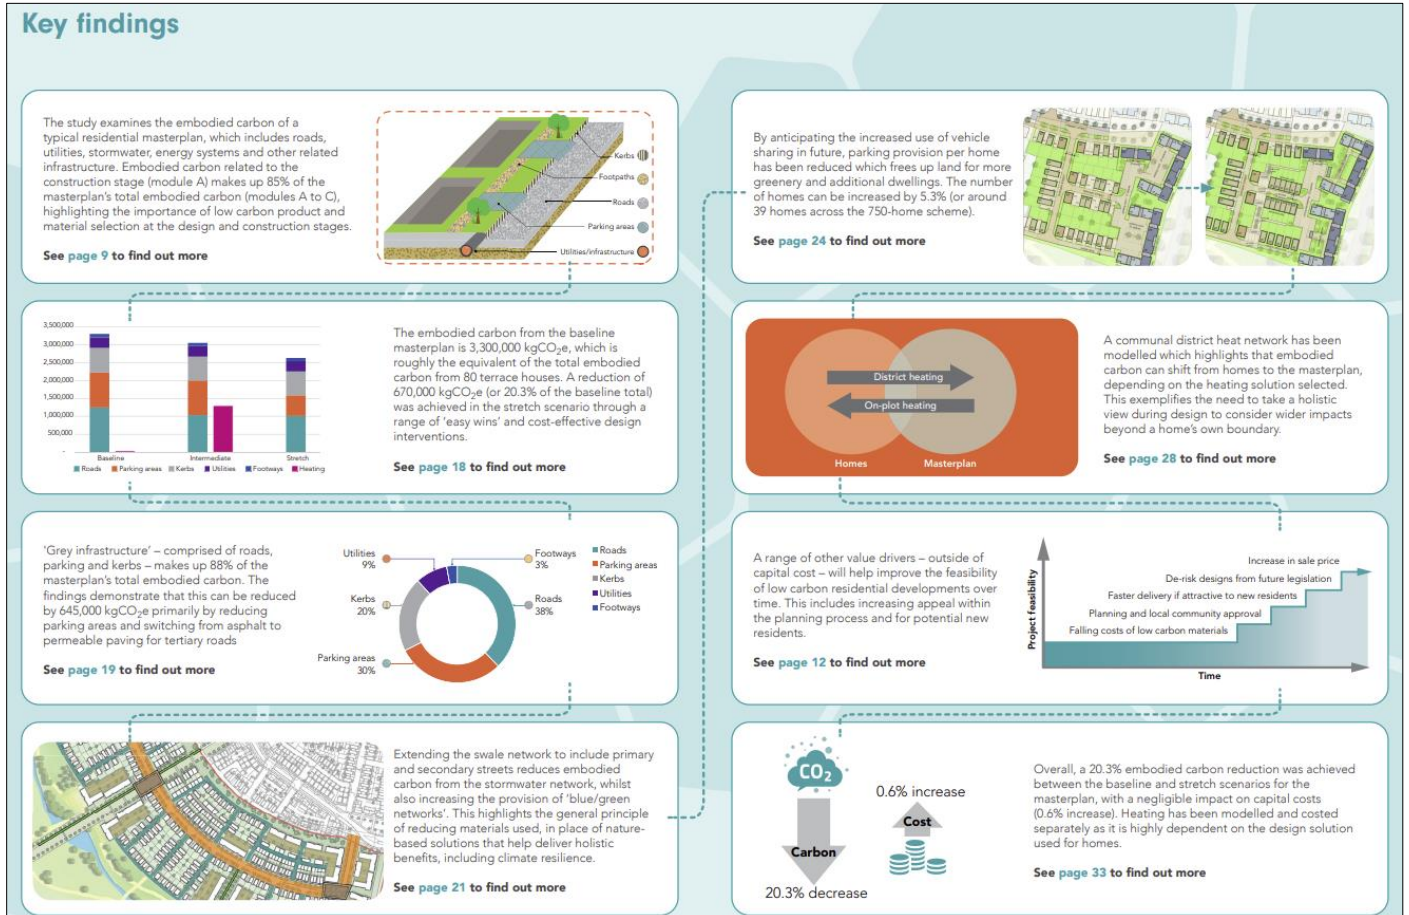 Key findings
The study examines the embodied carbon of a
typical residential masterplan, which includes roads,
utilities, stormwater, energy systems and other related
infrastructure. Embodied carbon related to the
construction stage (module A) makes up 85% of the
masterplan's total embodied carbon (modules A to C),
highlighting the importance of low carbon product and
material selection at the design and construction stages.
See page 9 to find out more
Kerbs
Footpaths
Roads
Parking areas
Utilities/infrastructure
3,500,000
3,000,000
2,500,000
2,000,000
1,500,000
1,000,000
500,000
-
Baseline
Intermediate
Stretch
Roads Parking areas Kerbs Utilities Footways Heating
The embodied carbon from the baseline
masterplan is 3,300,000 kgCO₂e, which is
roughly the equivalent of the total embodied
carbon from 80 terrace houses. A reduction of
670,000 kgCO₂e (or 20.3% of the baseline total)
was achieved in the stretch scenario through a
range of 'easy wins' and cost-effective design
interventions.
See page 18 to find out more
'Grey infrastructure' – comprised of roads,
parking and kerbs – makes up 88% of the
masterplan's total embodied carbon. The
findings demonstrate that this can be reduced
by 645,000 kgCO₂e primarily by reducing
parking areas and switching from asphalt to
permeable paving for tertiary roads
See page 19 to find out more
Utilities
9%
Kerbs
20%
Parking areas
30%
Footways
3%
Roads
38%
Roads
Parking areas
Kerbs
Utilities
Footways
Extending the swale network to include primary
and secondary streets reduces embodied
carbon from the stormwater network, whilst
also increasing the provision of 'blue/green
networks'. This highlights the general principle
of reducing materials used, in place of nature-
based solutions that help deliver holistic
benefits, including climate resilience.
See page 21 to find out more
By anticipating the increased use of vehicle
sharing in future, parking provision per home
has been reduced which frees up land for more
greenery and additional dwellings. The number
of homes can be increased by 5.3% (or around
39 homes across the 750-home scheme).
See page 24 to find out more
District heating
On-plot heating
Homes
Masterplan
A communal district heat network has been
modelled which highlights that embodied
carbon can shift from homes to the masterplan,
depending on the heating solution selected.
This exemplifies the need to take a holistic
view during design to consider wider impacts
beyond a home's own boundary.
See page 28 to find out more
A range of other value drivers – outside of
capital cost – will help improve the feasibility
of low carbon residential developments over
time. This includes increasing appeal within
the planning process and for potential new
residents.
See page 12 to find out more
Project feasibility
Increase in sale price
De-risk designs from future legislation
Faster delivery if attractive to new residents
Planning and local community approval
Falling costs of low carbon materials
Time
CO₂
Carbon
20.3% decrease
0.6% increase
Cost
Overall, a 20.3% embodied carbon reduction was achieved
between the baseline and stretch scenarios for the
masterplan, with a negligible impact on capital costs
(0.6% increase). Heating has been modelled and costed
separately as it is highly dependent on the design solution
used for homes.
See page 33 to find out more